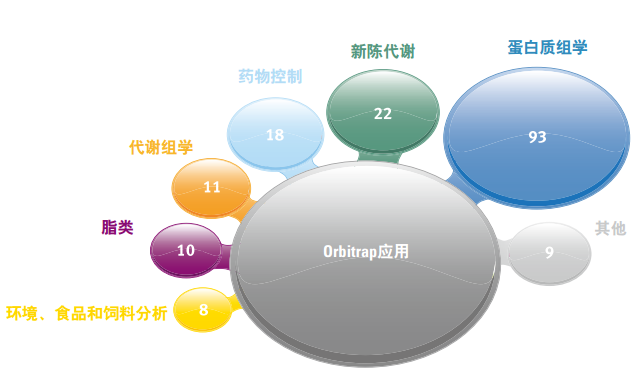 蛋白质组学
新陈代谢
药物控制
93
22
18
代谢组学
11
脂类
其他
10
Orbitrap应用
9
环境、食品和饲料分析
8